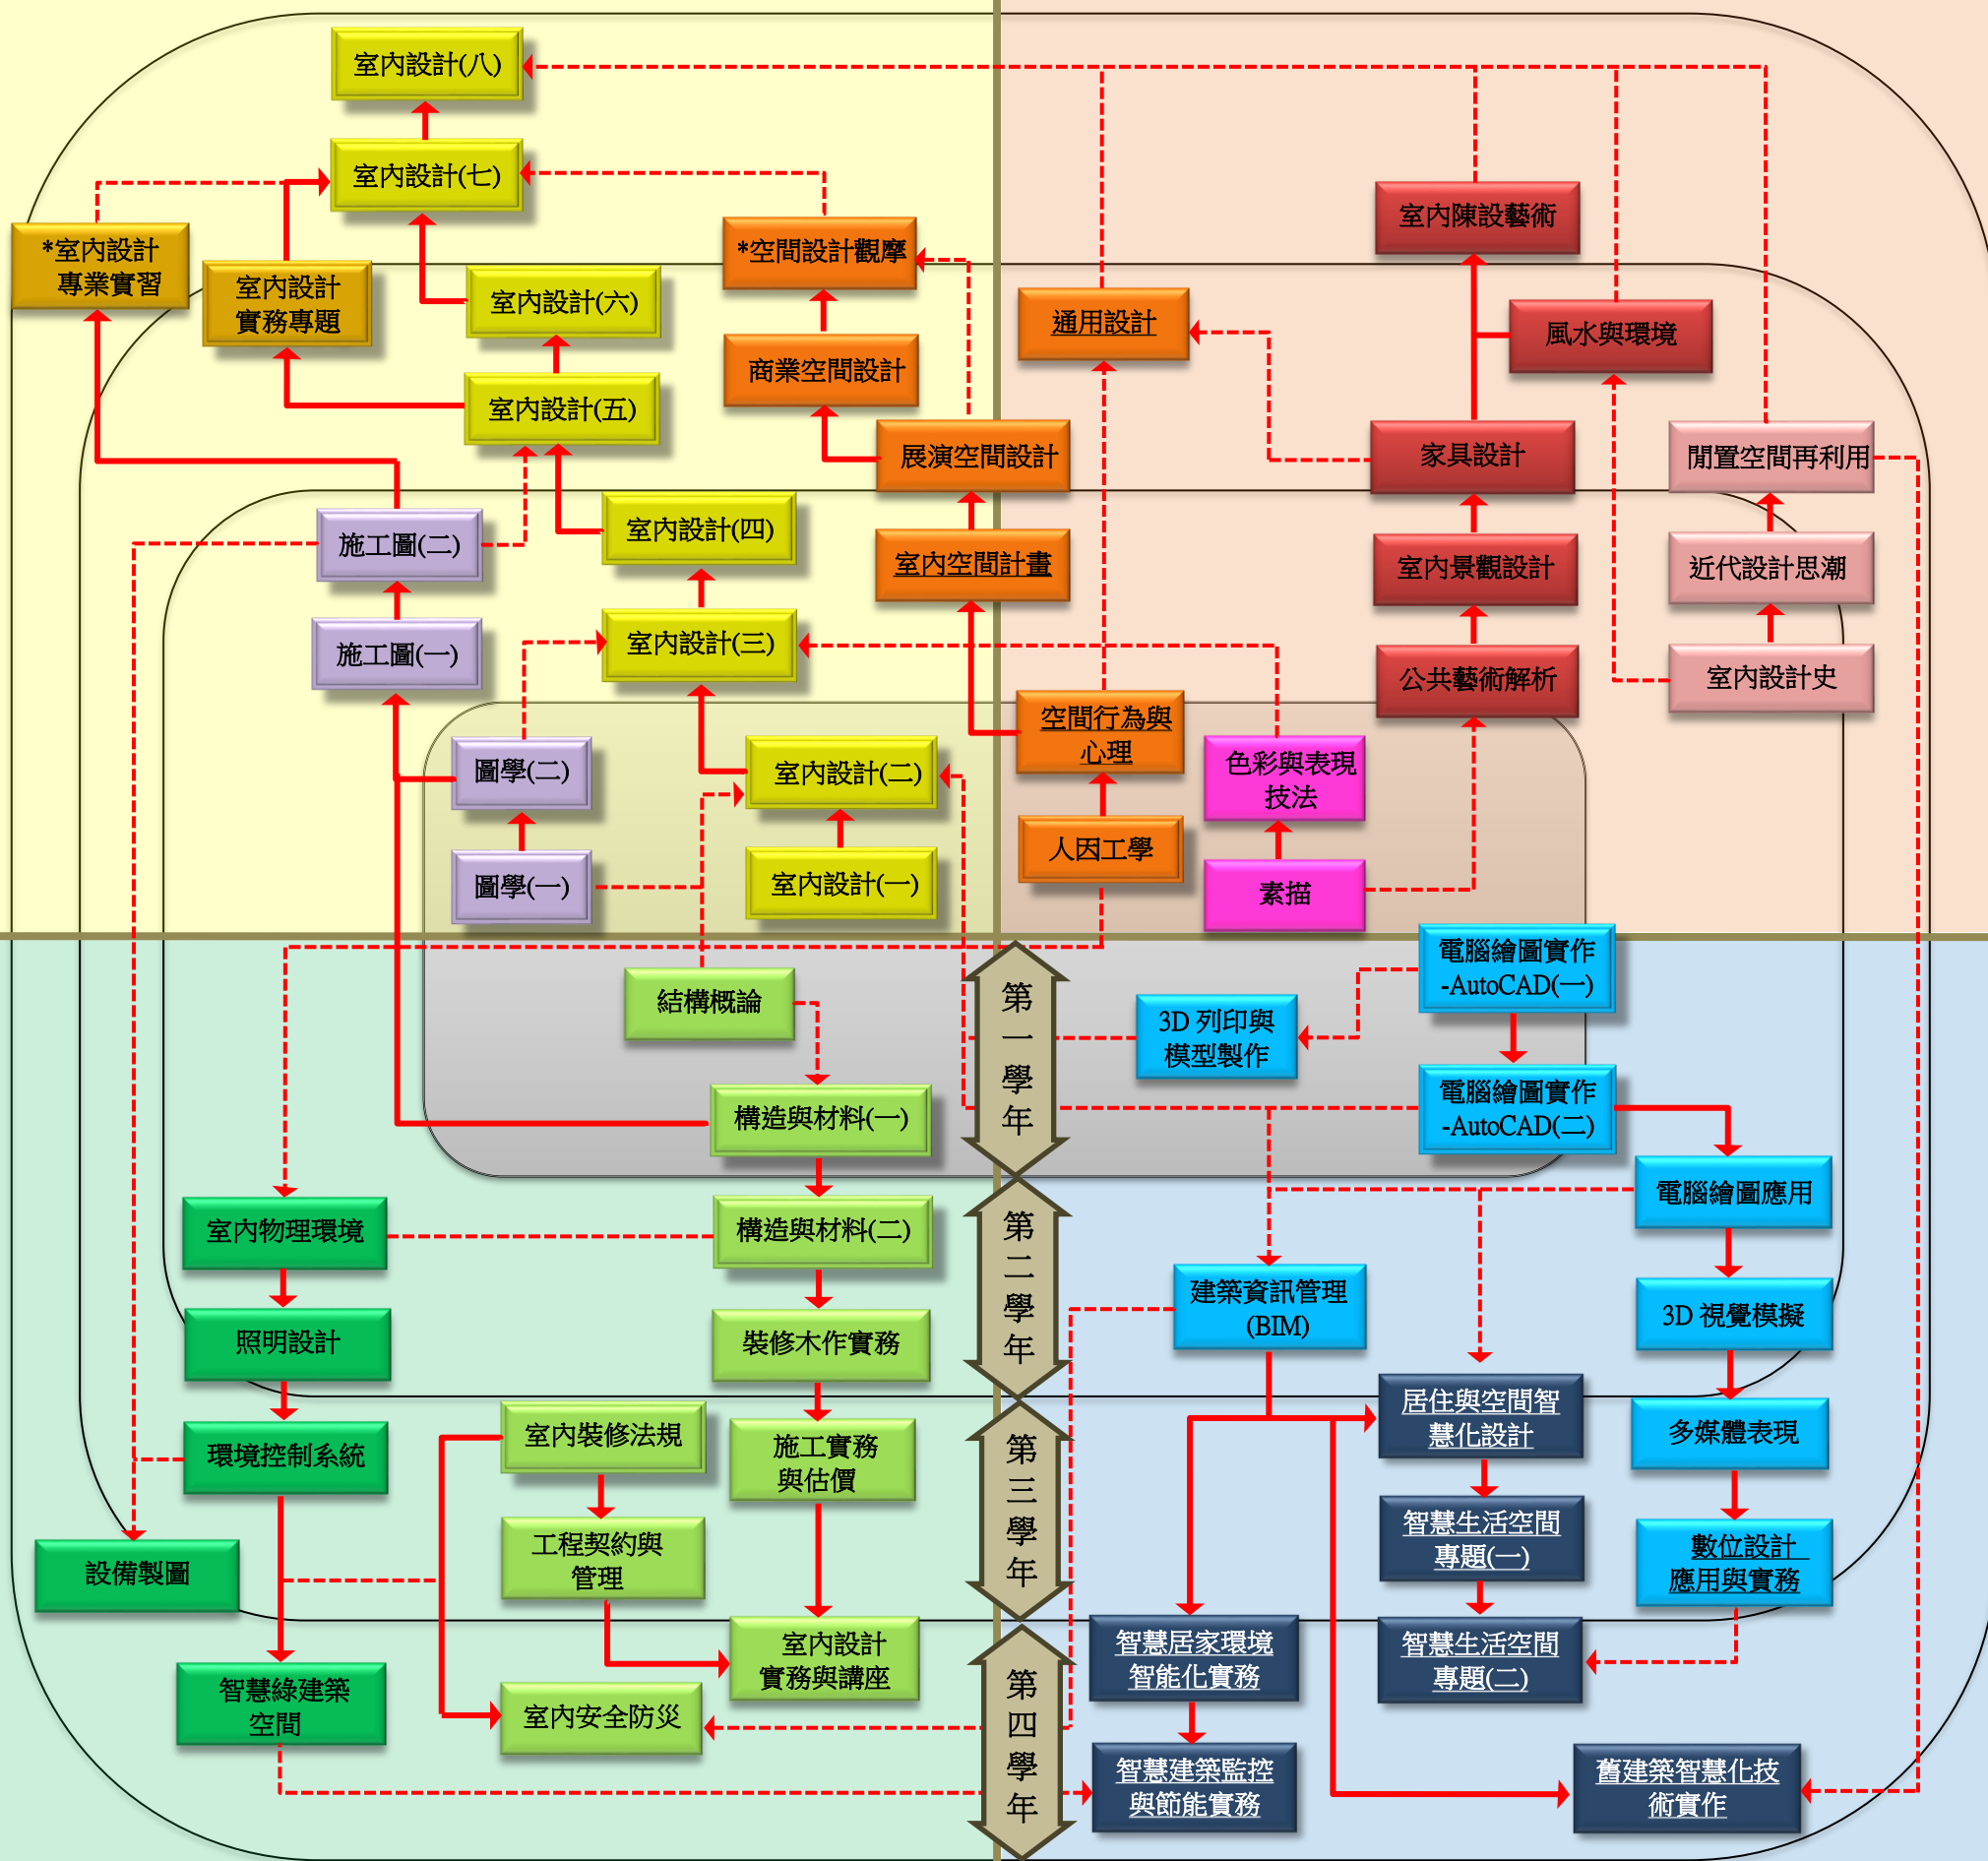 室內設計(八)
室內設計(七)
*室內設計
專業實習
室內設計
實務專題
室內設計(六)
室內設計(五)
*空間設計觀摩
商業空間設計
展演空間設計
室內空間計畫
施工圖(二)
施工圖(一)
室內設計(四)
室內設計(三)
圖學(二)
圖學(一)
室內設計(二)
室內設計(一)
室內陳設藝術
通用設計
風水與環境
家具設計
閒置空間再利用
室內景觀設計
近代設計思潮
公共藝術解析
室內設計史
空間行為與
心理
色彩與表現
技法
人因工學
素描
結構概論
構造與材料(一)
室內物理環境
構造與材料(二)
照明設計
裝修木作實務
環境控制系統
室內裝修法規
施工實務
與估價
設備製圖
工程契約與
管理
室內設計
實務與講座
智慧綠建築
空間
室內安全防災
第
一
學
年
第
二
學
年
第
三
學
年
第
四
學
年
電腦繪圖實作
-AutoCAD(一)
3D 列印與
模型製作
電腦繪圖實作
-AutoCAD(二)
電腦繪圖應用
建築資訊管理
(BIM)
3D 視覺模擬
居住與空間智
慧化設計
多媒體表現
智慧生活空間
專題(一)
數位設計
應用與實務
智慧居家環境
智能化實務
智慧生活空間
專題(二)
智慧建築監控
與節能實務
舊建築智慧化技
術實作